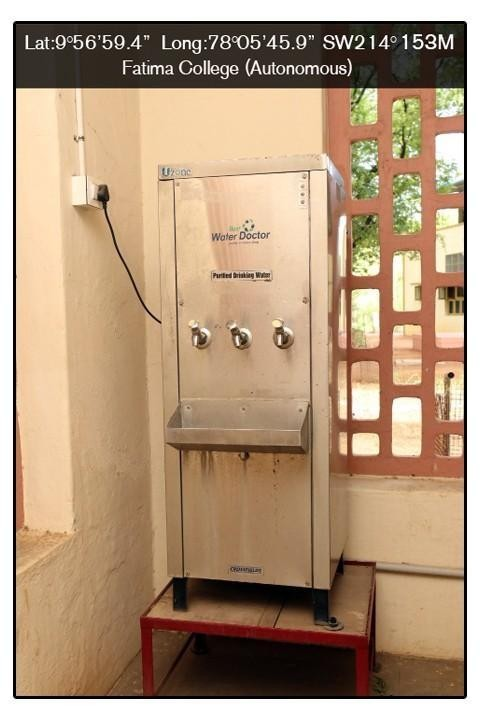 Lat:9°56'59.4" Long:78°05'45.9" SW214° 153M
Fatima College (Autonomous)
Uzone
Water Doctor
Purified Drinking Water